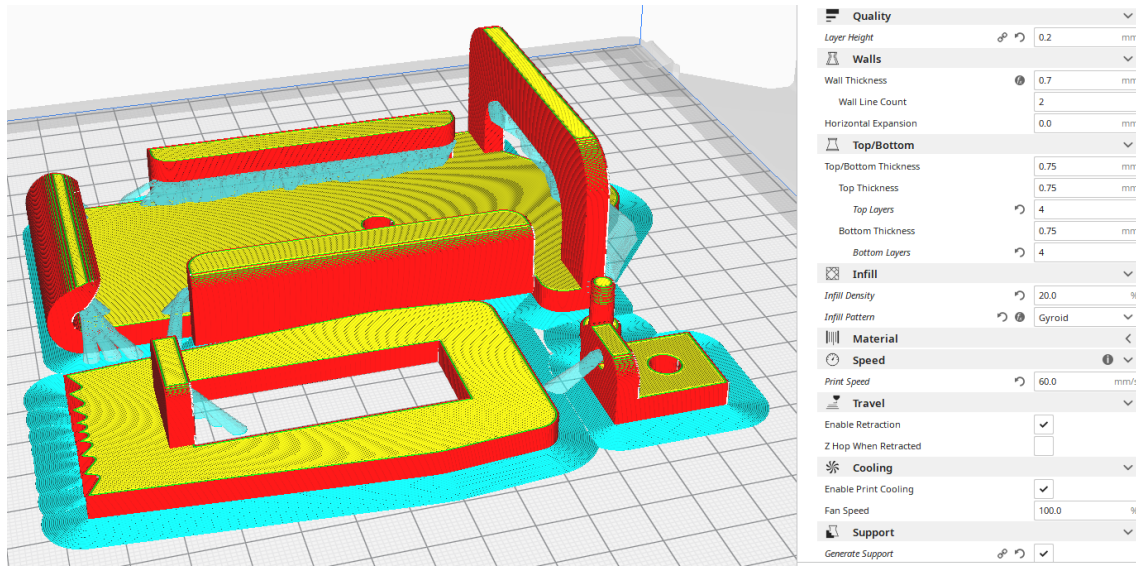 Quality
Layer Height 0.2 mm
Walls
Wall Thickness 0.7 mm
Wall Line Count 2
Horizontal Expansion 0.0 mm
Top/Bottom
Top/Bottom Thickness 0.75 mm
Top Thickness 0.75 mm
Top Layers 4
Bottom Thickness 0.75 mm
Bottom Layers 4
Infill
Infill Density 20.0 %
Infill Pattern Gyroid
Material
Speed
Print Speed 60.0 mm/s
Travel
Enable Retraction
Z Hop When Retracted
Cooling
Enable Print Cooling
Fan Speed 100.0 %
Support
Generate Support